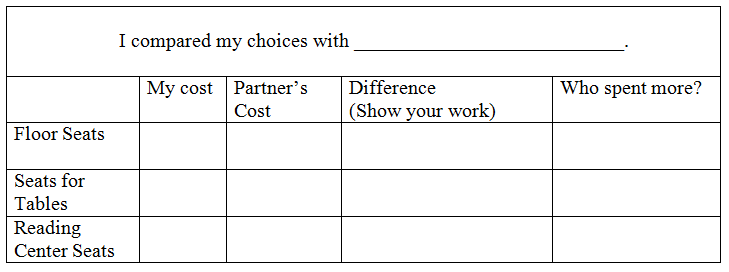 I compared my choices with ____________________________.
My cost Partner's Difference Who spent more?
Cost (Show your work)
Floor Seats
Seats for
Tables
Reading
Center Seats